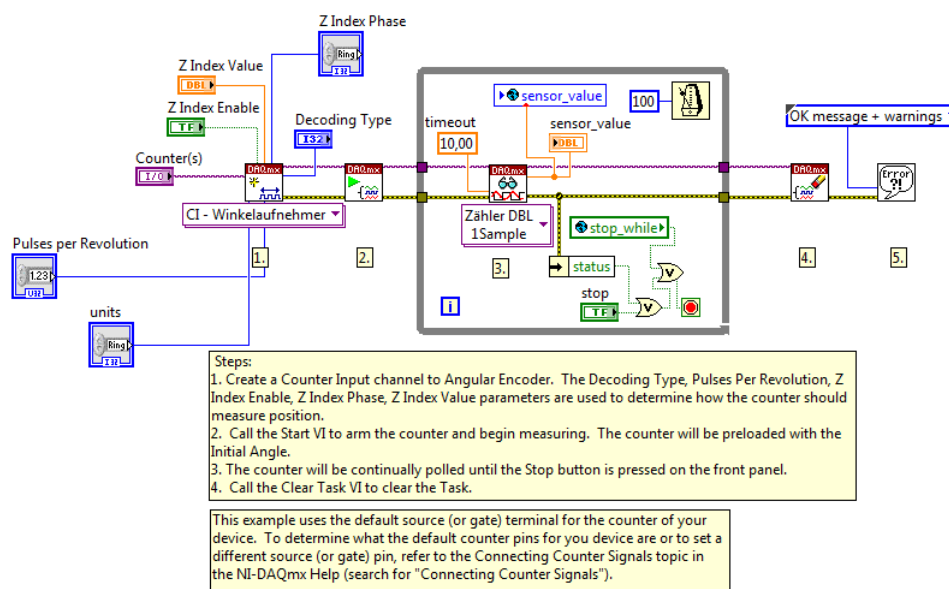 Z Index Phase
Ring
I32
Z Index Value
DBL
Z Index Enable
TF
Decoding Type
I32
Counter(s)
I/O
DAQmx
CI - Winkelaufnehmer
1.
DAQmx
2.
Pulses per Revolution
1.23
U32
units
Ring
I32
sensor_value
100
timeout
10,00
sensor_value
DBL
DAQmx
Zähler DBL
1Sample
3.
stop_while
status
stop
TF
i
OK message + warnings
DAQmx
4.
Error
?!
5.
Steps:
1. Create a Counter Input channel to Angular Encoder.  The Decoding Type, Pulses Per Revolution, Z
Index Enable, Z Index Phase, Z Index Value parameters are used to determine how the counter should
measure position.
2.  Call the Start VI to arm the counter and begin measuring.  The counter will be preloaded with the
Initial Angle.
3. The counter will be continually polled until the Stop button is pressed on the front panel.
4.  Call the Clear Task VI to clear the Task.
This example uses the default source (or gate) terminal for the counter of your
device.  To determine what the default counter pins for you device are or to set a
different source (or gate) pin, refer to the Connecting Counter Signals topic in
the NI-DAQmx Help (search for "Connecting Counter Signals").